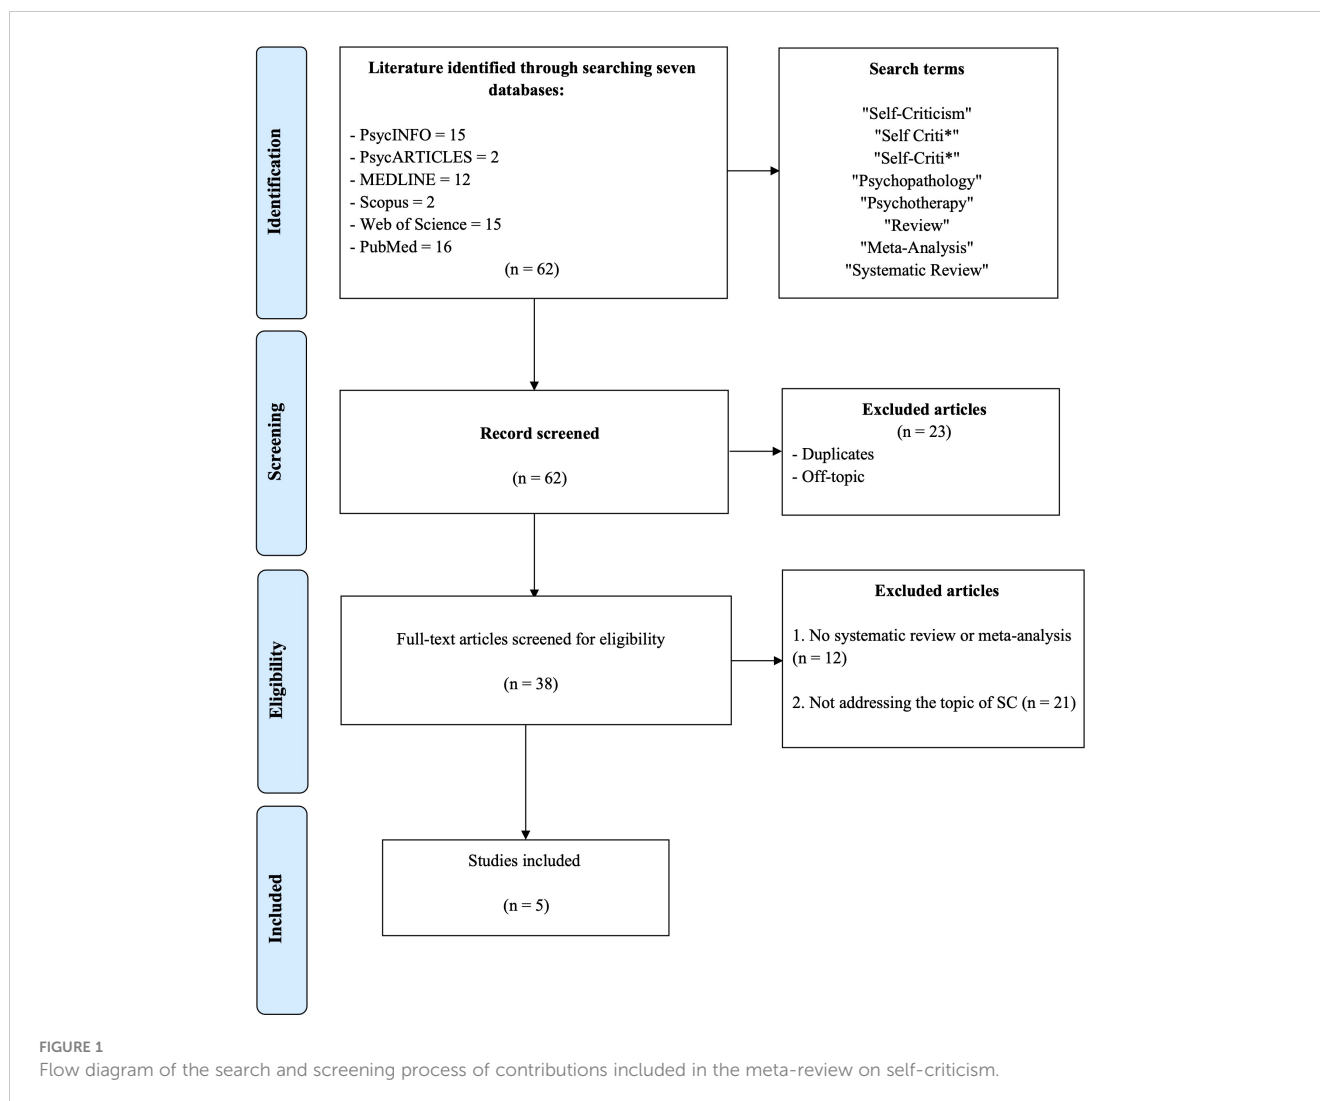 Identification
Literature identified through searching seven
databases:
- PsycINFO = 15
- PsycARTICLES = 2
- MEDLINE = 12
- Scopus = 2
- Web of Science = 15
- PubMed = 16
(n = 62)
Search terms
"Self-Criticism"
"Self Criti*"
"Self-Criti*"
"Psychopathology"
"Psychotherapy"
"Review"
"Meta-Analysis"
"Systematic Review"
Screening
Record screened
(n = 62)
Excluded articles
(n = 23)
- Duplicates
- Off-topic
Eligibility
Full-text articles screened for eligibility
(n = 38)
Excluded articles
1. No systematic review or meta-analysis
(n = 12)
2. Not addressing the topic of SC (n = 21)
Included
Studies included
(n = 5)
FIGURE 1
Flow diagram of the search and screening process of contributions included in the meta-review on self-criticism.